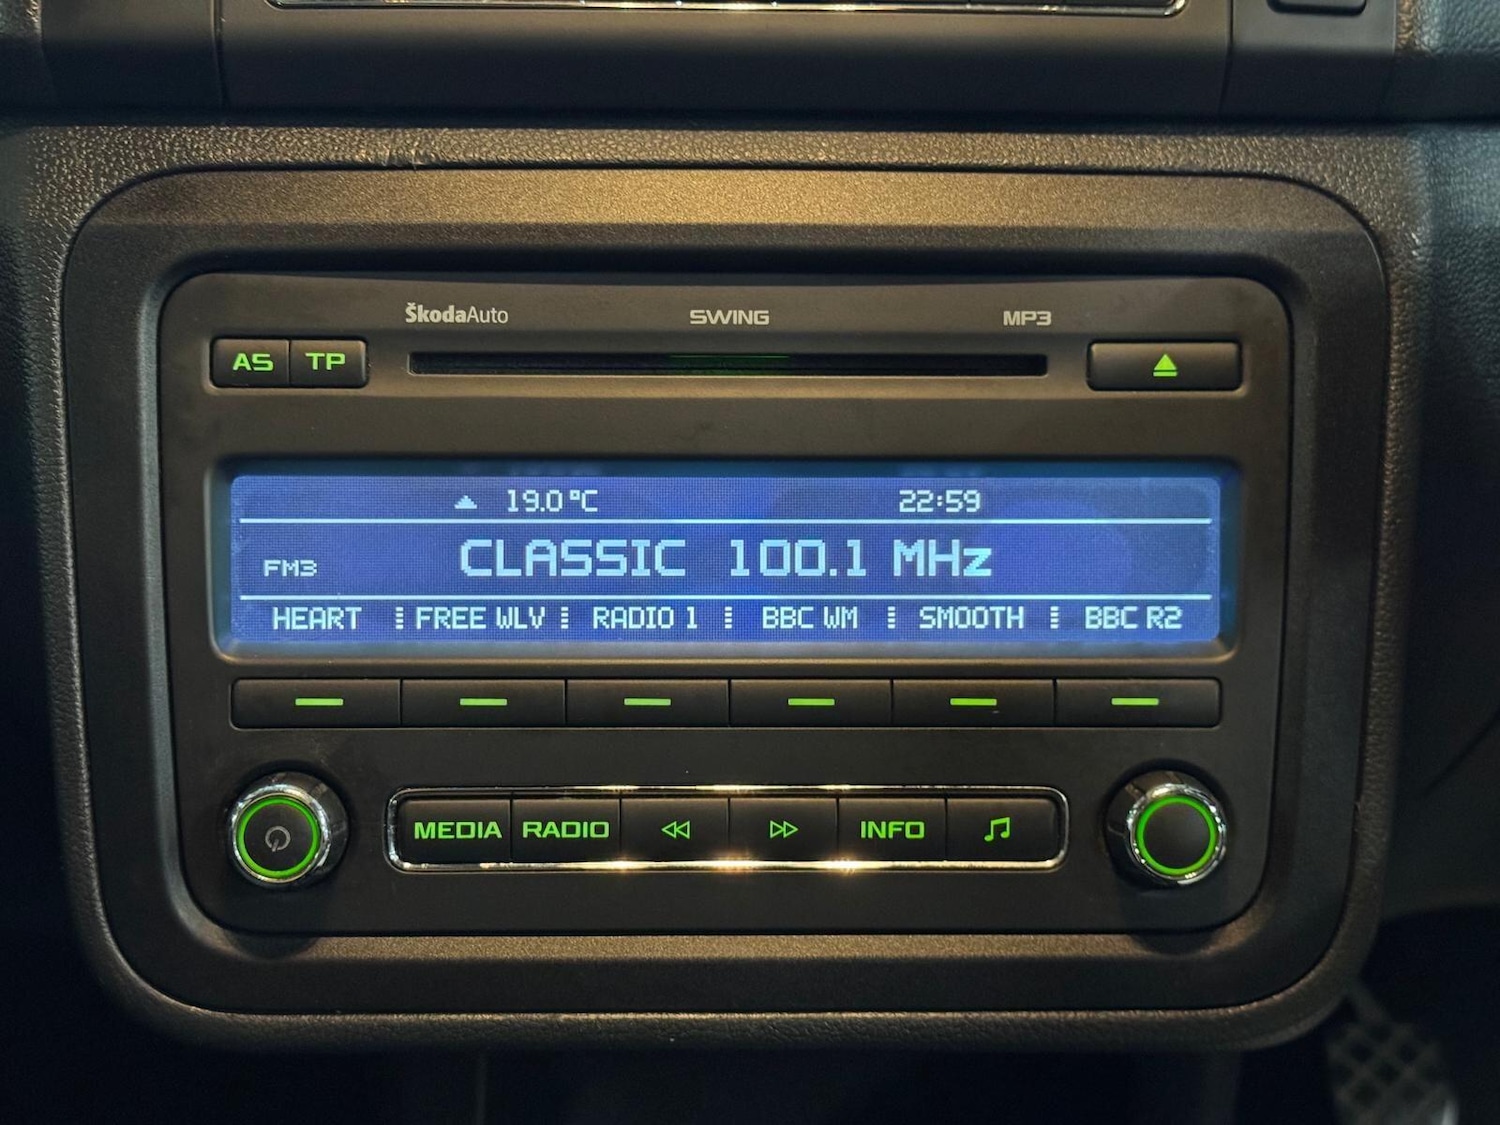 ŠkodaAuto SWING MP3
AS TP
19.0°C 22:59
FM3 CLASSIC 100.1 MHz
HEART FREE WLV RADIO 1 BBC WM SMOOTH BBC R2
MEDIA RADIO INFO